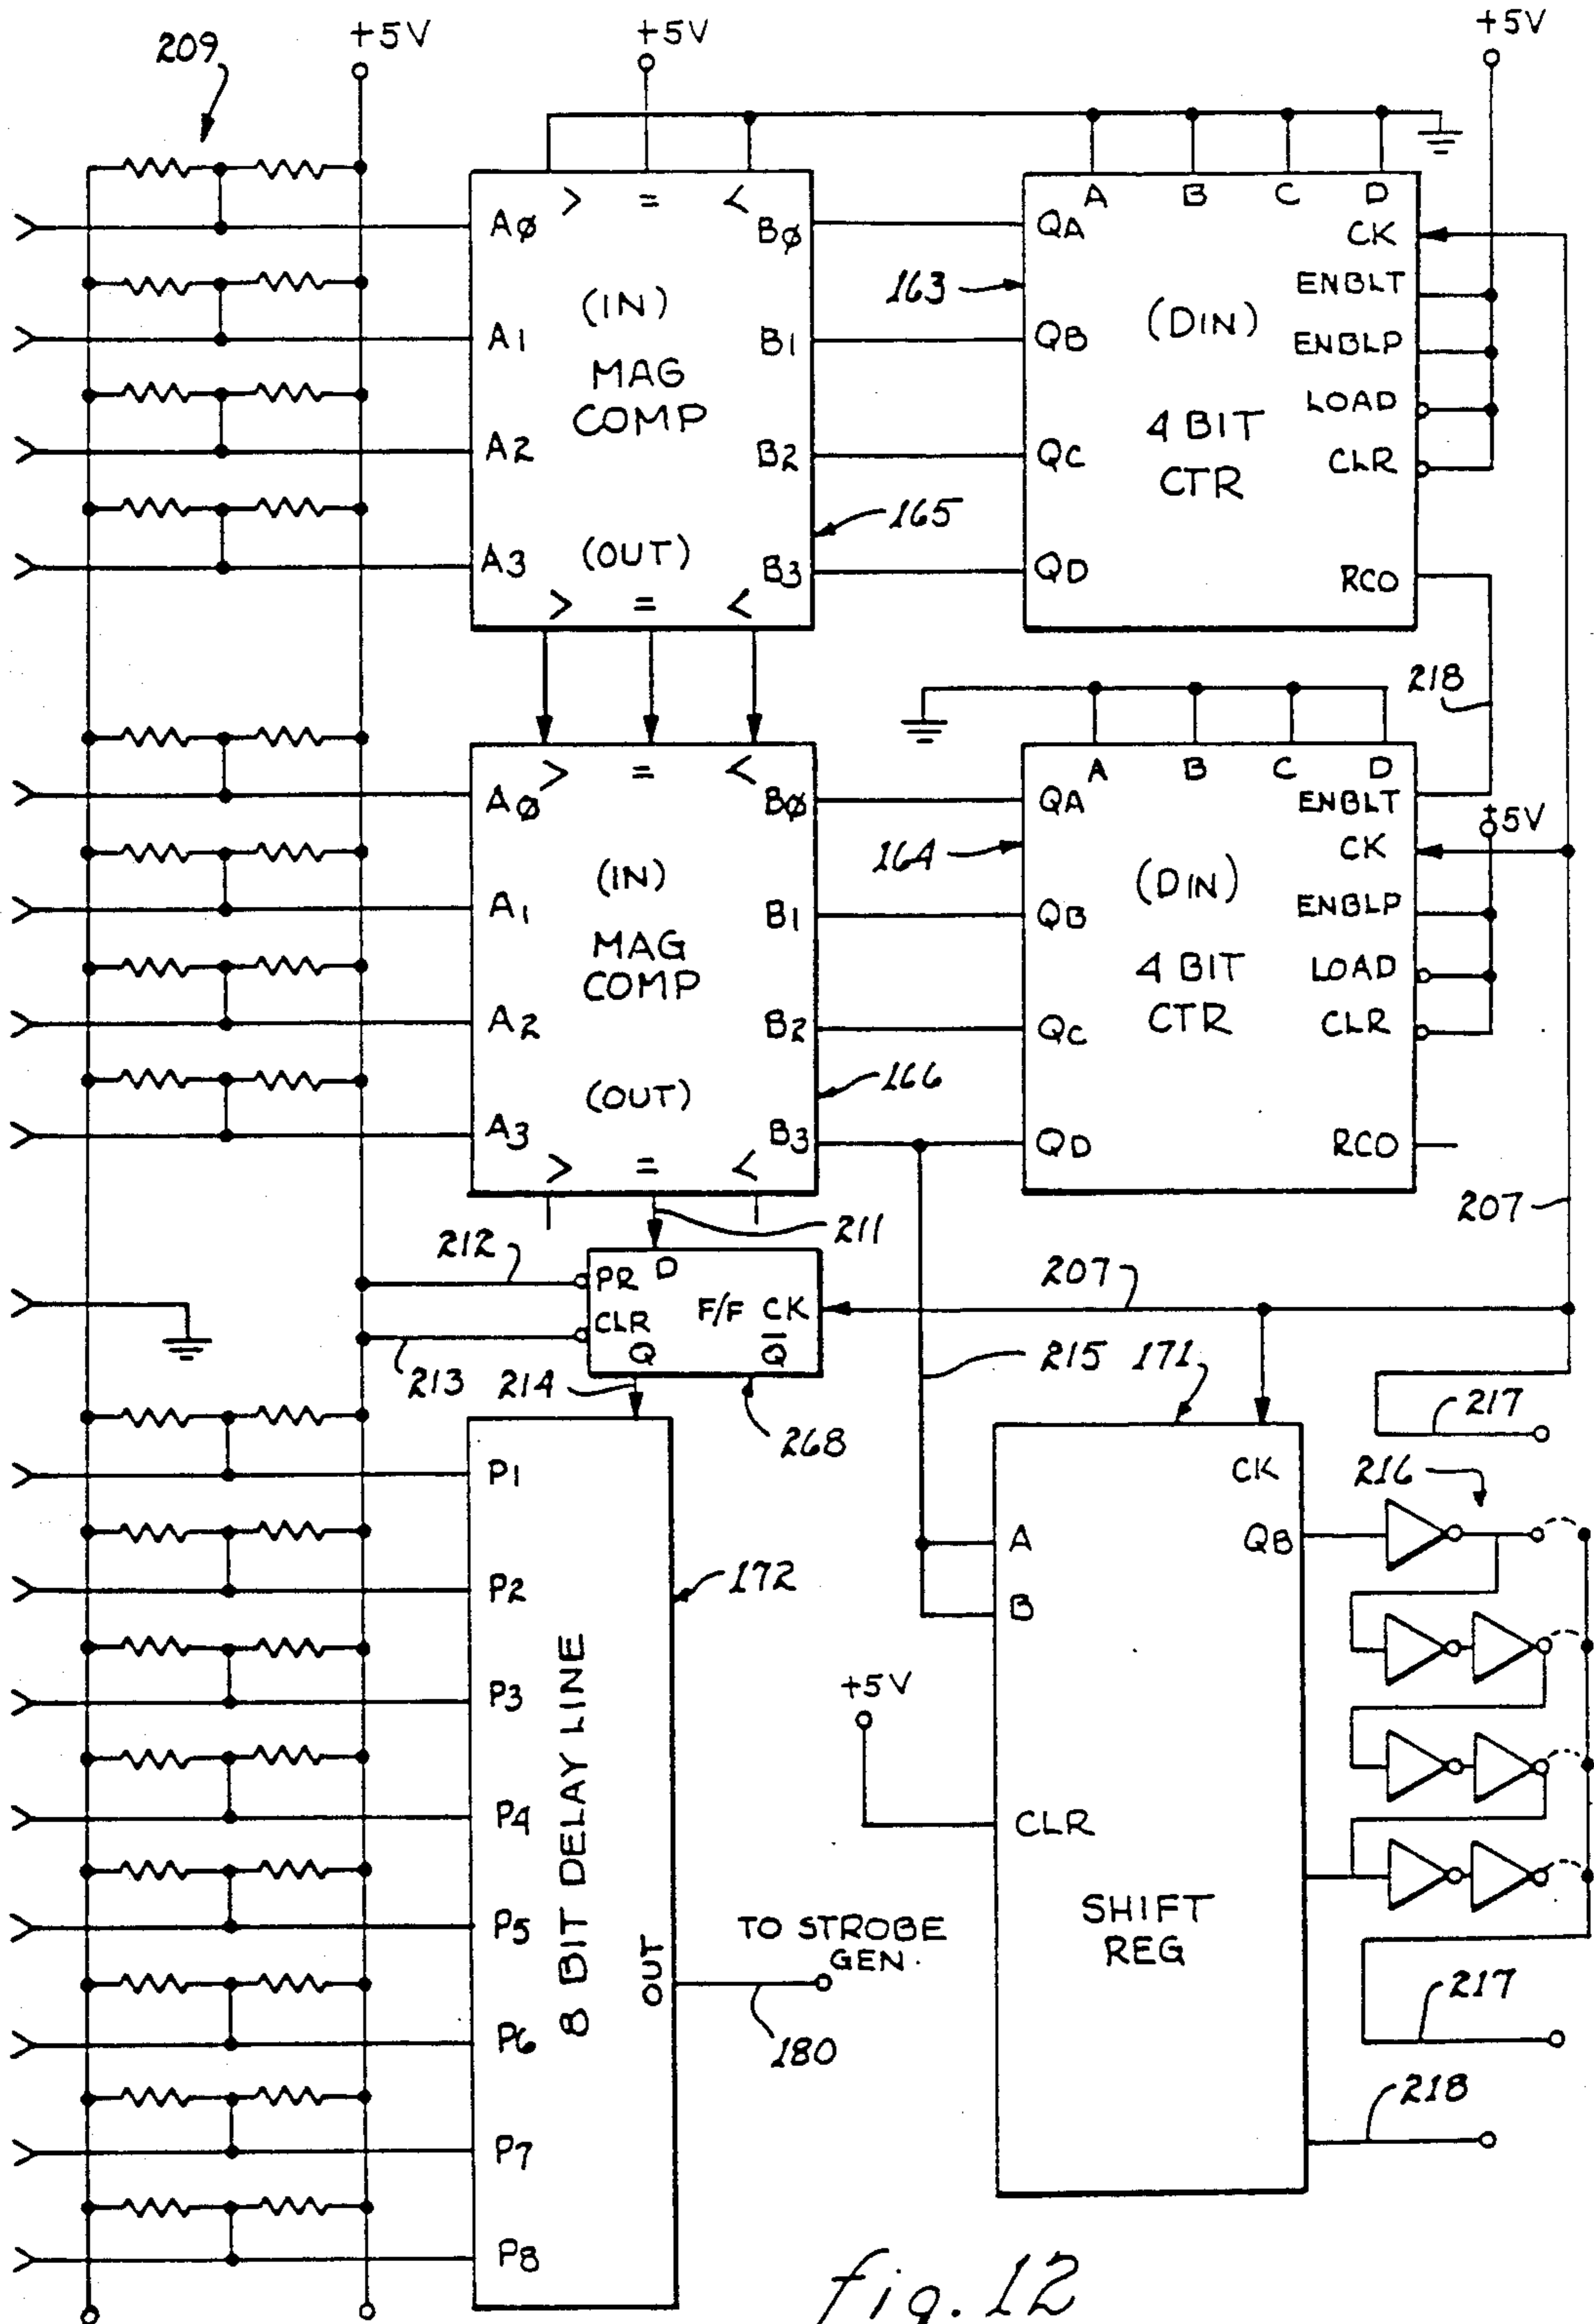 209
+5V
+5V
+5V
> = <
A B C D
AØ
BØ
QA
CK
(IN)
163
(DIN)
ENBLT
A1
MAG
B1
QB
ENBLP
COMP
LOAD
A2
B2
QC
4 BIT
CTR
CLR
165
A3
(OUT)
B3
QD
RCO
> = <
218
> = <
A B C D
AØ
BØ
QA
ENBLT
+5V
164
CK
(IN)
(DIN)
A1
B1
QB
ENBLP
MAG
COMP
4 BIT
CTR
LOAD
A2
B2
QC
CLR
166
(OUT)
A3
B3
QD
RCO
> = <
211
207
212
PR D
207
F/F CK
CLR
Q Q̅
213
214
215
171
217
268
P1
CK
216
QB
A
P2
172
B
P3
+5V
P4
CLR
8 BIT DELAY LINE
P5
SHIFT
REG
TO STROBE
GEN.
OUT
P6
180
217
P7
218
P8
fig. 12